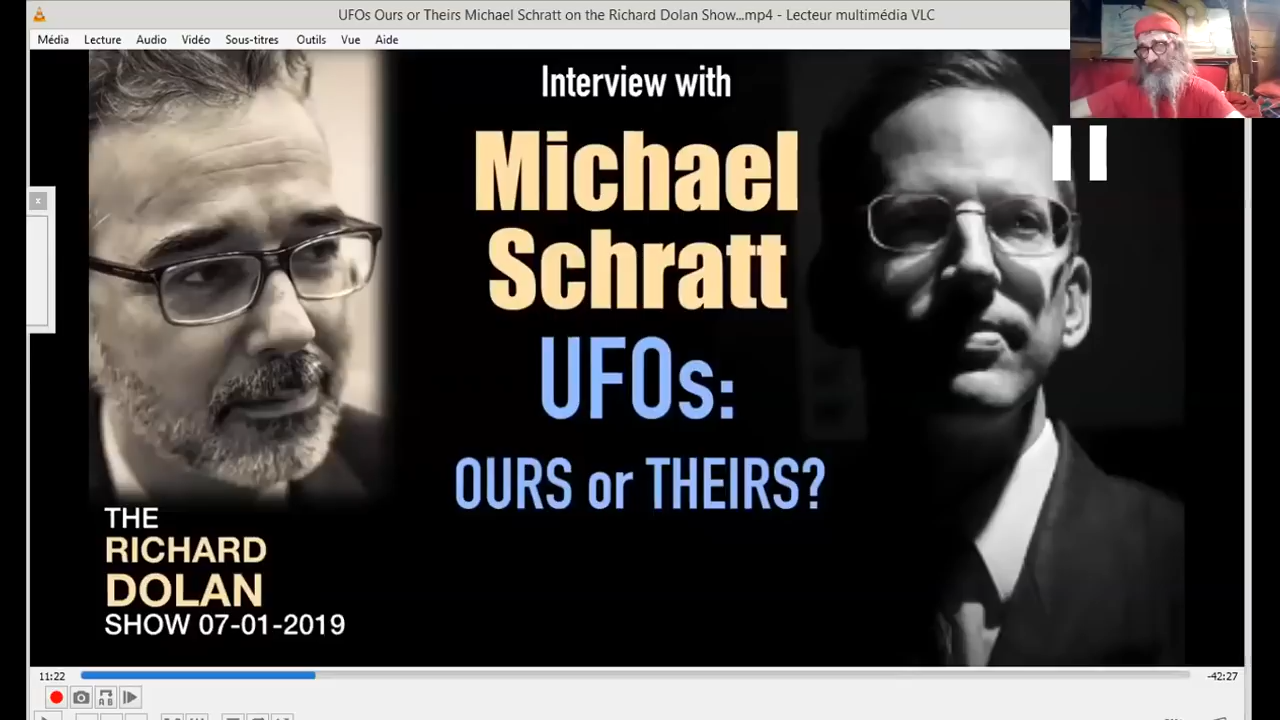 UFOs Ours or Theirs Michael Schratt on the Richard Dolan Show...mp4 - Lecteur multimédia VLC
Média Lecture Audio Vidéo Sous-titres Outils Vue Aide
Interview with
Michael
Schratt
UFOs:
OURS or THEIRS?
THE
RICHARD
DOLAN
SHOW 07-01-2019
11:22
-42:27
A B